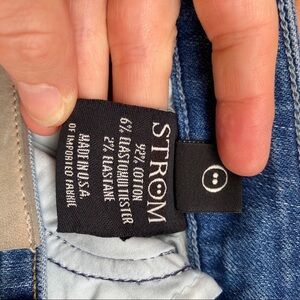 STROM
92% COTTON
6% ELASTOMULTIESTER
2% ELASTANE
MADE IN U.S.A.
OF IMPORTED FABRIC